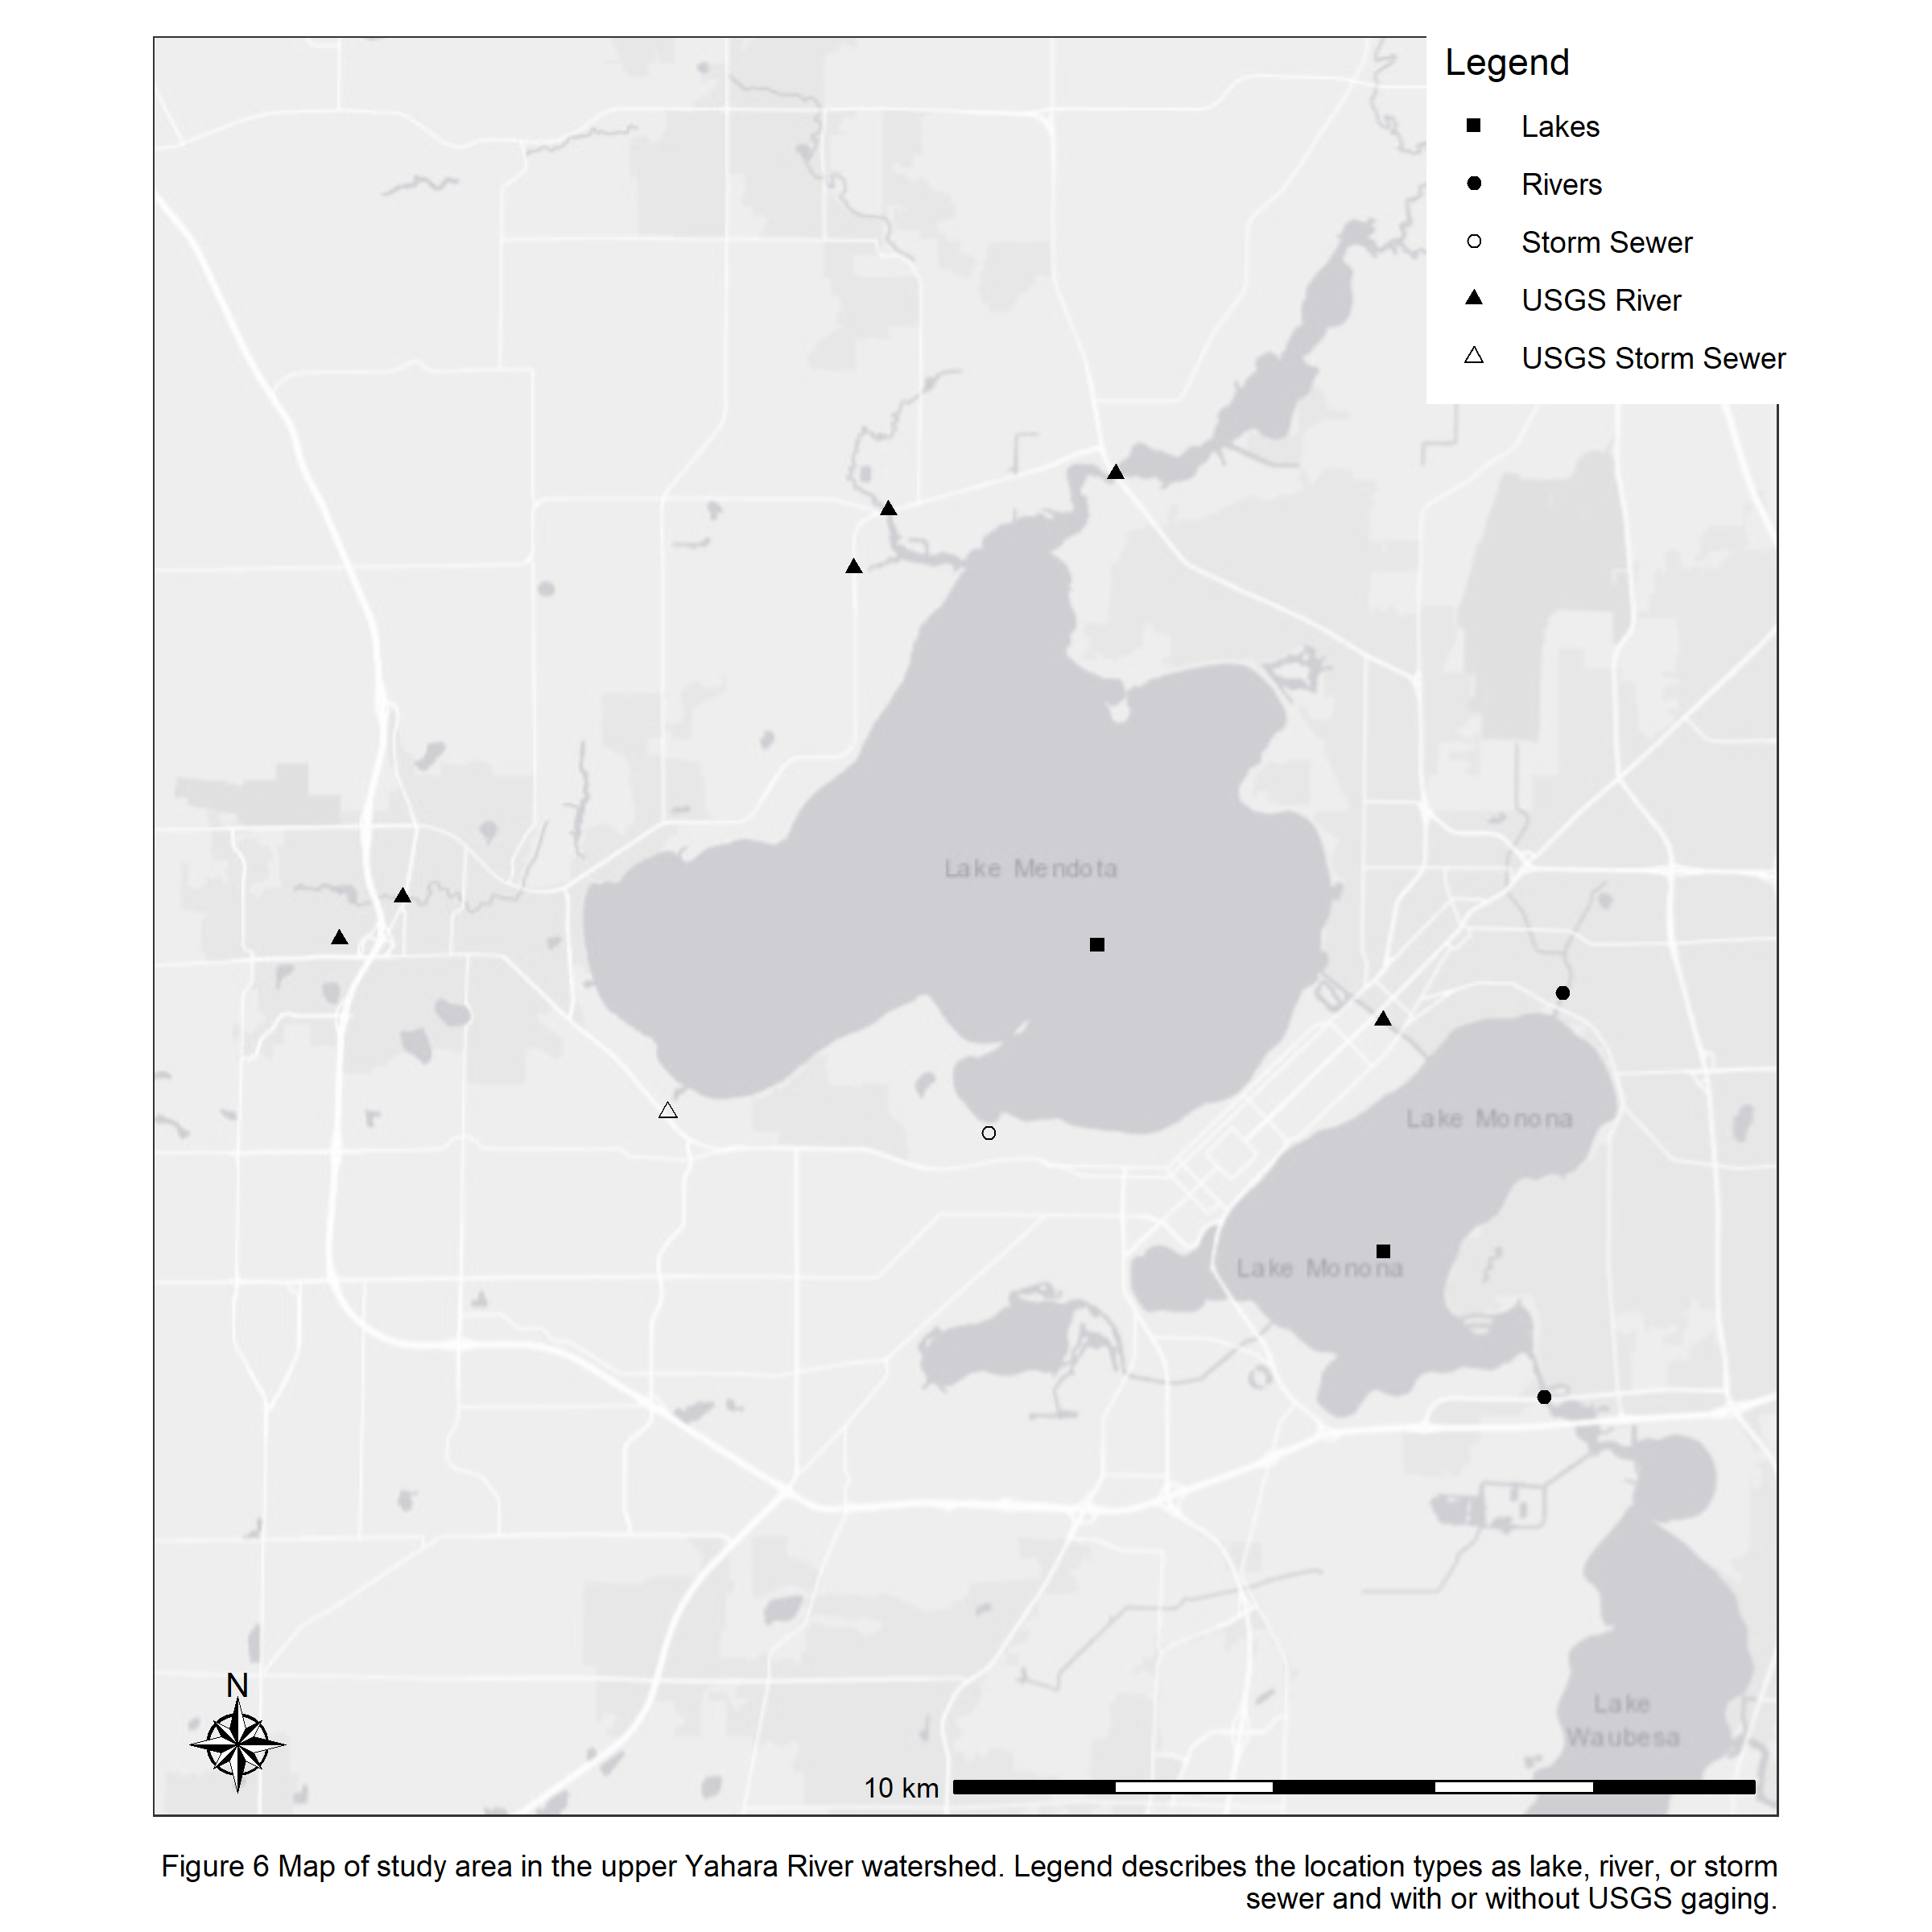 Legend
Lakes
Rivers
Storm Sewer
USGS River
USGS Storm Sewer
Lake Mendota
Lake Monona
Lake Monona
Lake
Waubesa
N
10 km
Figure 6 Map of study area in the upper Yahara River watershed. Legend describes the location types as lake, river, or storm
sewer and with or without USGS gaging.